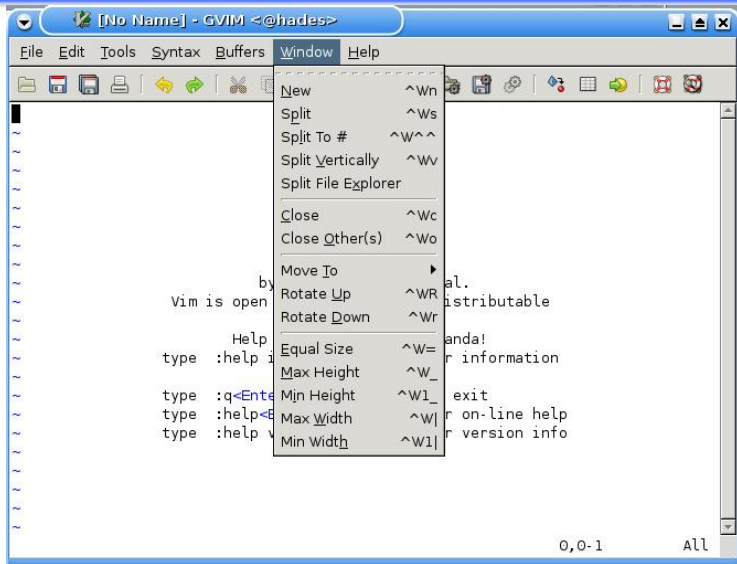 [No Name] - GVIM <@hades>
File Edit Tools Syntax Buffers Window Help
New ^Wn
Split ^Ws
Split To # ^W^^
Split Vertically ^Wv
Split File Explorer
Close ^Wc
Close Other(s) ^Wo
Move To
Rotate Up ^WR
Rotate Down ^Wr
Equal Size ^W=
Max Height ^W_
Min Height ^W1_
Max Width ^W|
Min Width ^W1|
~
~
~
~
~
~
~
~
~ by al.
~ Vim is open istributable
~
~ Help anda!
~ type :help i r information
~
~ type :q<Ente exit
~ type :help<E r on-line help
~ type :help v r version info
~
~
~
~
~
0,0-1 All